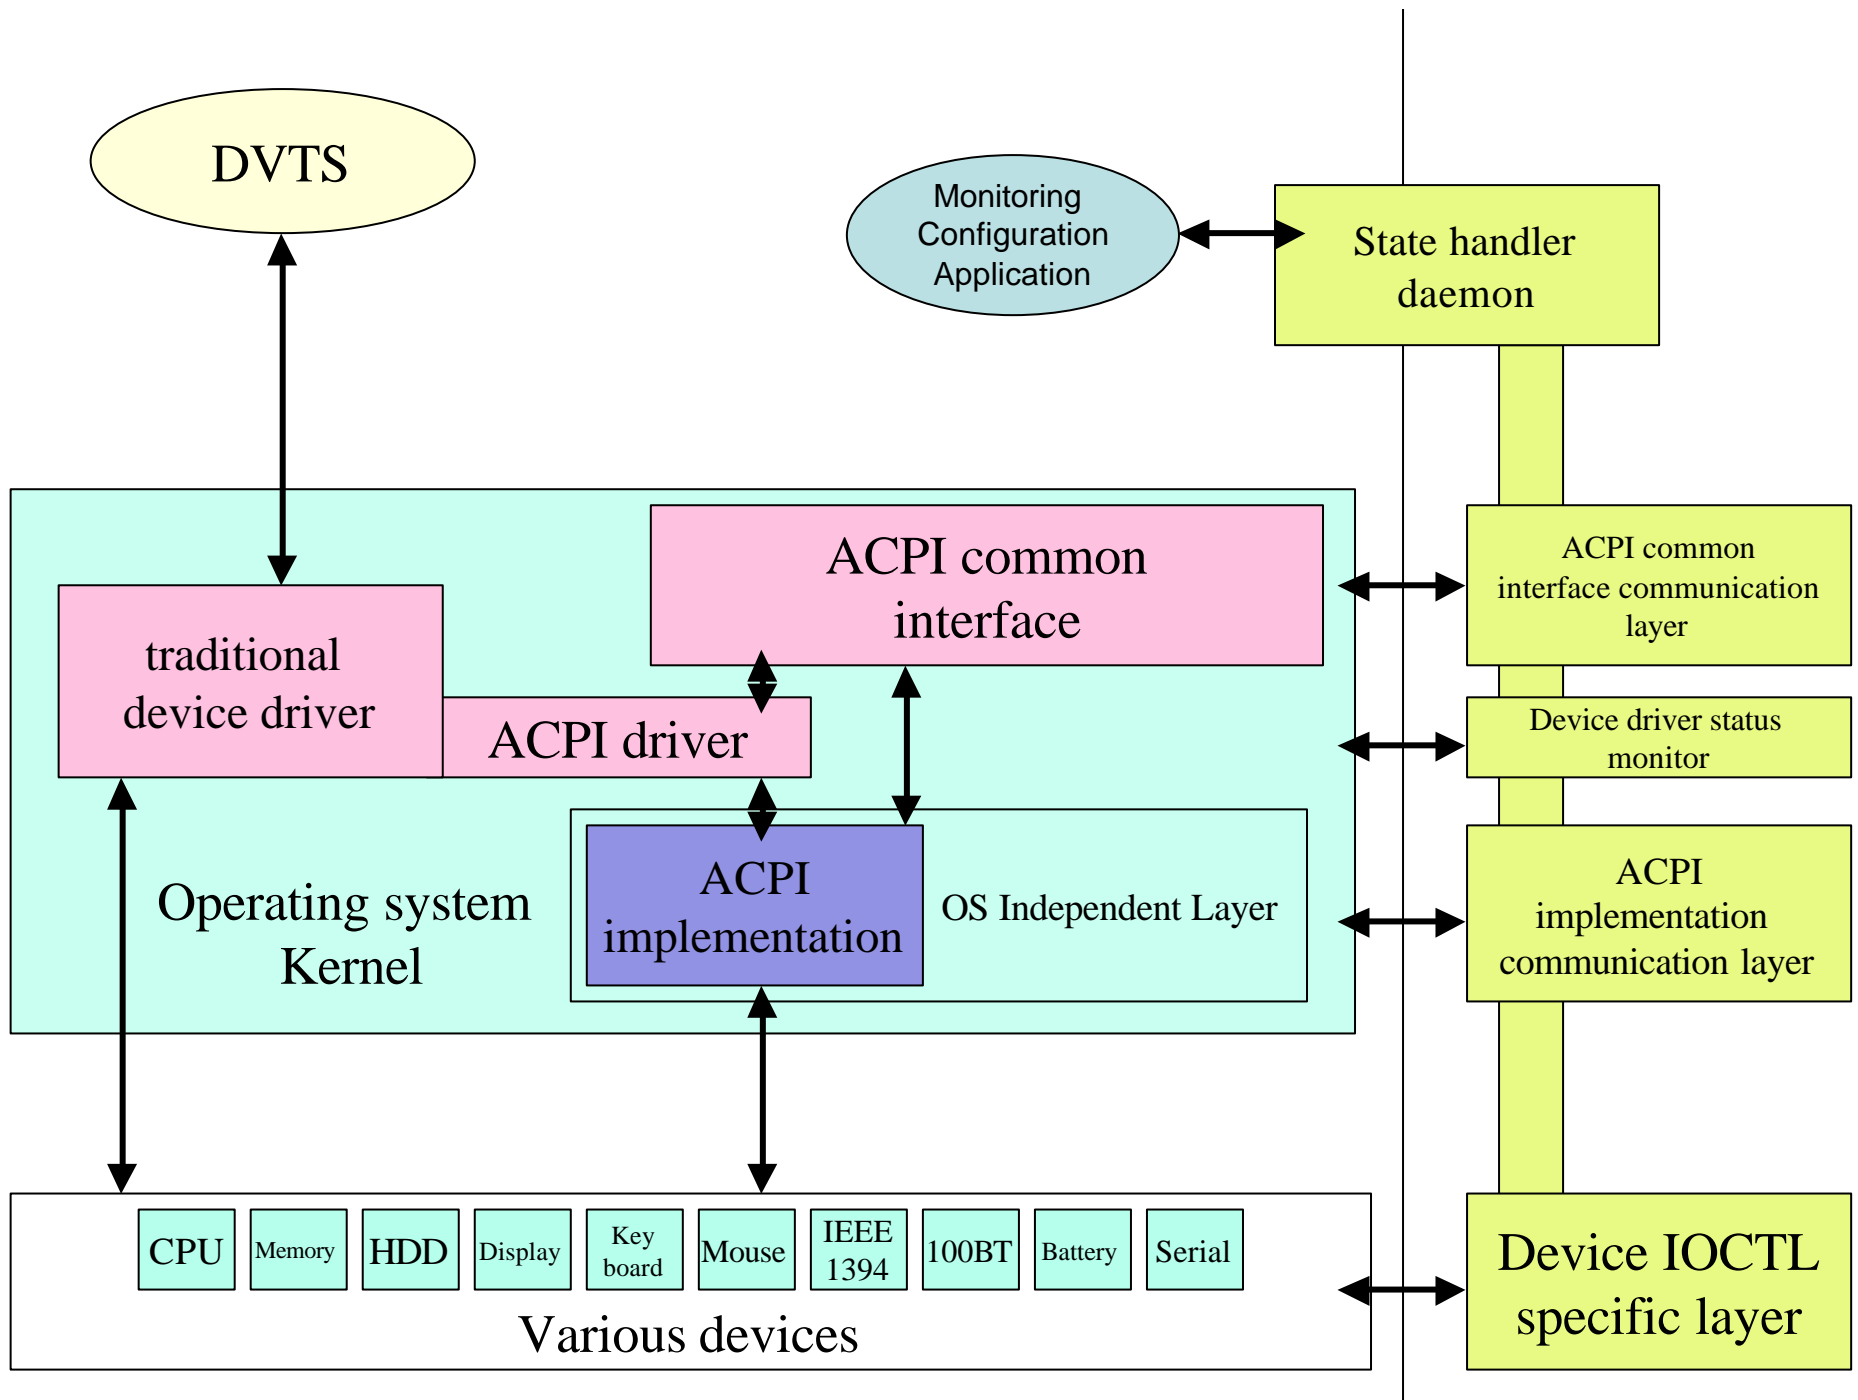 DVTS
Monitoring
Configuration
Application
State handler
daemon
ACPI common
interface
ACPI common
interface communication
layer
traditional
device driver
ACPI driver
Device driver status
monitor
Operating system
Kernel
ACPI
implementation
OS Independent Layer
ACPI
implementation
communication layer
CPU
Memory
HDD
Display
Key
board
Mouse
IEEE
1394
100BT
Battery
Serial
Various devices
Device IOCTL
specific layer